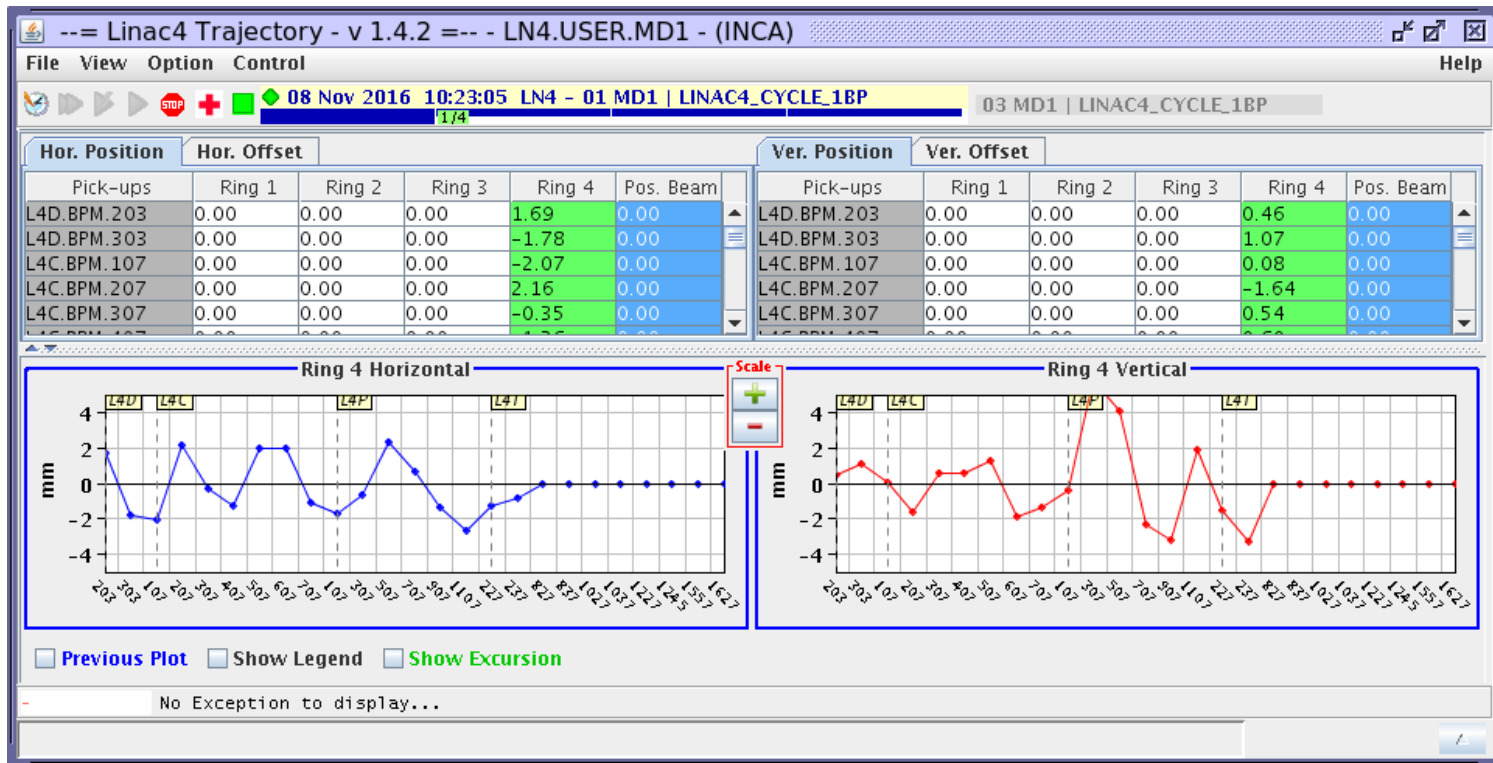 --= Linac4 Trajectory - v 1.4.2 =-- - LN4.USER.MD1 - (INCA)
File View Option Control Help
STOP 08 Nov 2016 10:23:05 LN4 - 01 MD1 | LINAC4_CYCLE_1BP 03 MD1 | LINAC4_CYCLE_1BP
1/4
Hor. Position Hor. Offset Ver. Position Ver. Offset
Pick-ups Ring 1 Ring 2 Ring 3 Ring 4 Pos. Beam Pick-ups Ring 1 Ring 2 Ring 3 Ring 4 Pos. Beam
L4D.BPM.203 0.00 0.00 0.00 1.69 0.00 L4D.BPM.203 0.00 0.00 0.00 0.46 0.00
L4D.BPM.303 0.00 0.00 0.00 -1.78 0.00 L4D.BPM.303 0.00 0.00 0.00 1.07 0.00
L4C.BPM.107 0.00 0.00 0.00 -2.07 0.00 L4C.BPM.107 0.00 0.00 0.00 0.08 0.00
L4C.BPM.207 0.00 0.00 0.00 2.16 0.00 L4C.BPM.207 0.00 0.00 0.00 -1.64 0.00
L4C.BPM.307 0.00 0.00 0.00 -0.35 0.00 L4C.BPM.307 0.00 0.00 0.00 0.54 0.00
Ring 4 Horizontal Scale Ring 4 Vertical
L4D L4C L4P L4T L4D L4C L4P L4T
4 4
2 2
mm 0 mm 0
-2 -2
-4 -4
203 303 107 207 307 407 507 607 707 107 307 507 707 907 1107 227 237 827 837 1027 1037 1227 1245 1557 1627 203 303 107 207 307 407 507 607 707 107 307 507 707 907 1107 227 237 827 837 1027 1037 1227 1245 1557 1627
Previous Plot Show Legend Show Excursion
- No Exception to display...